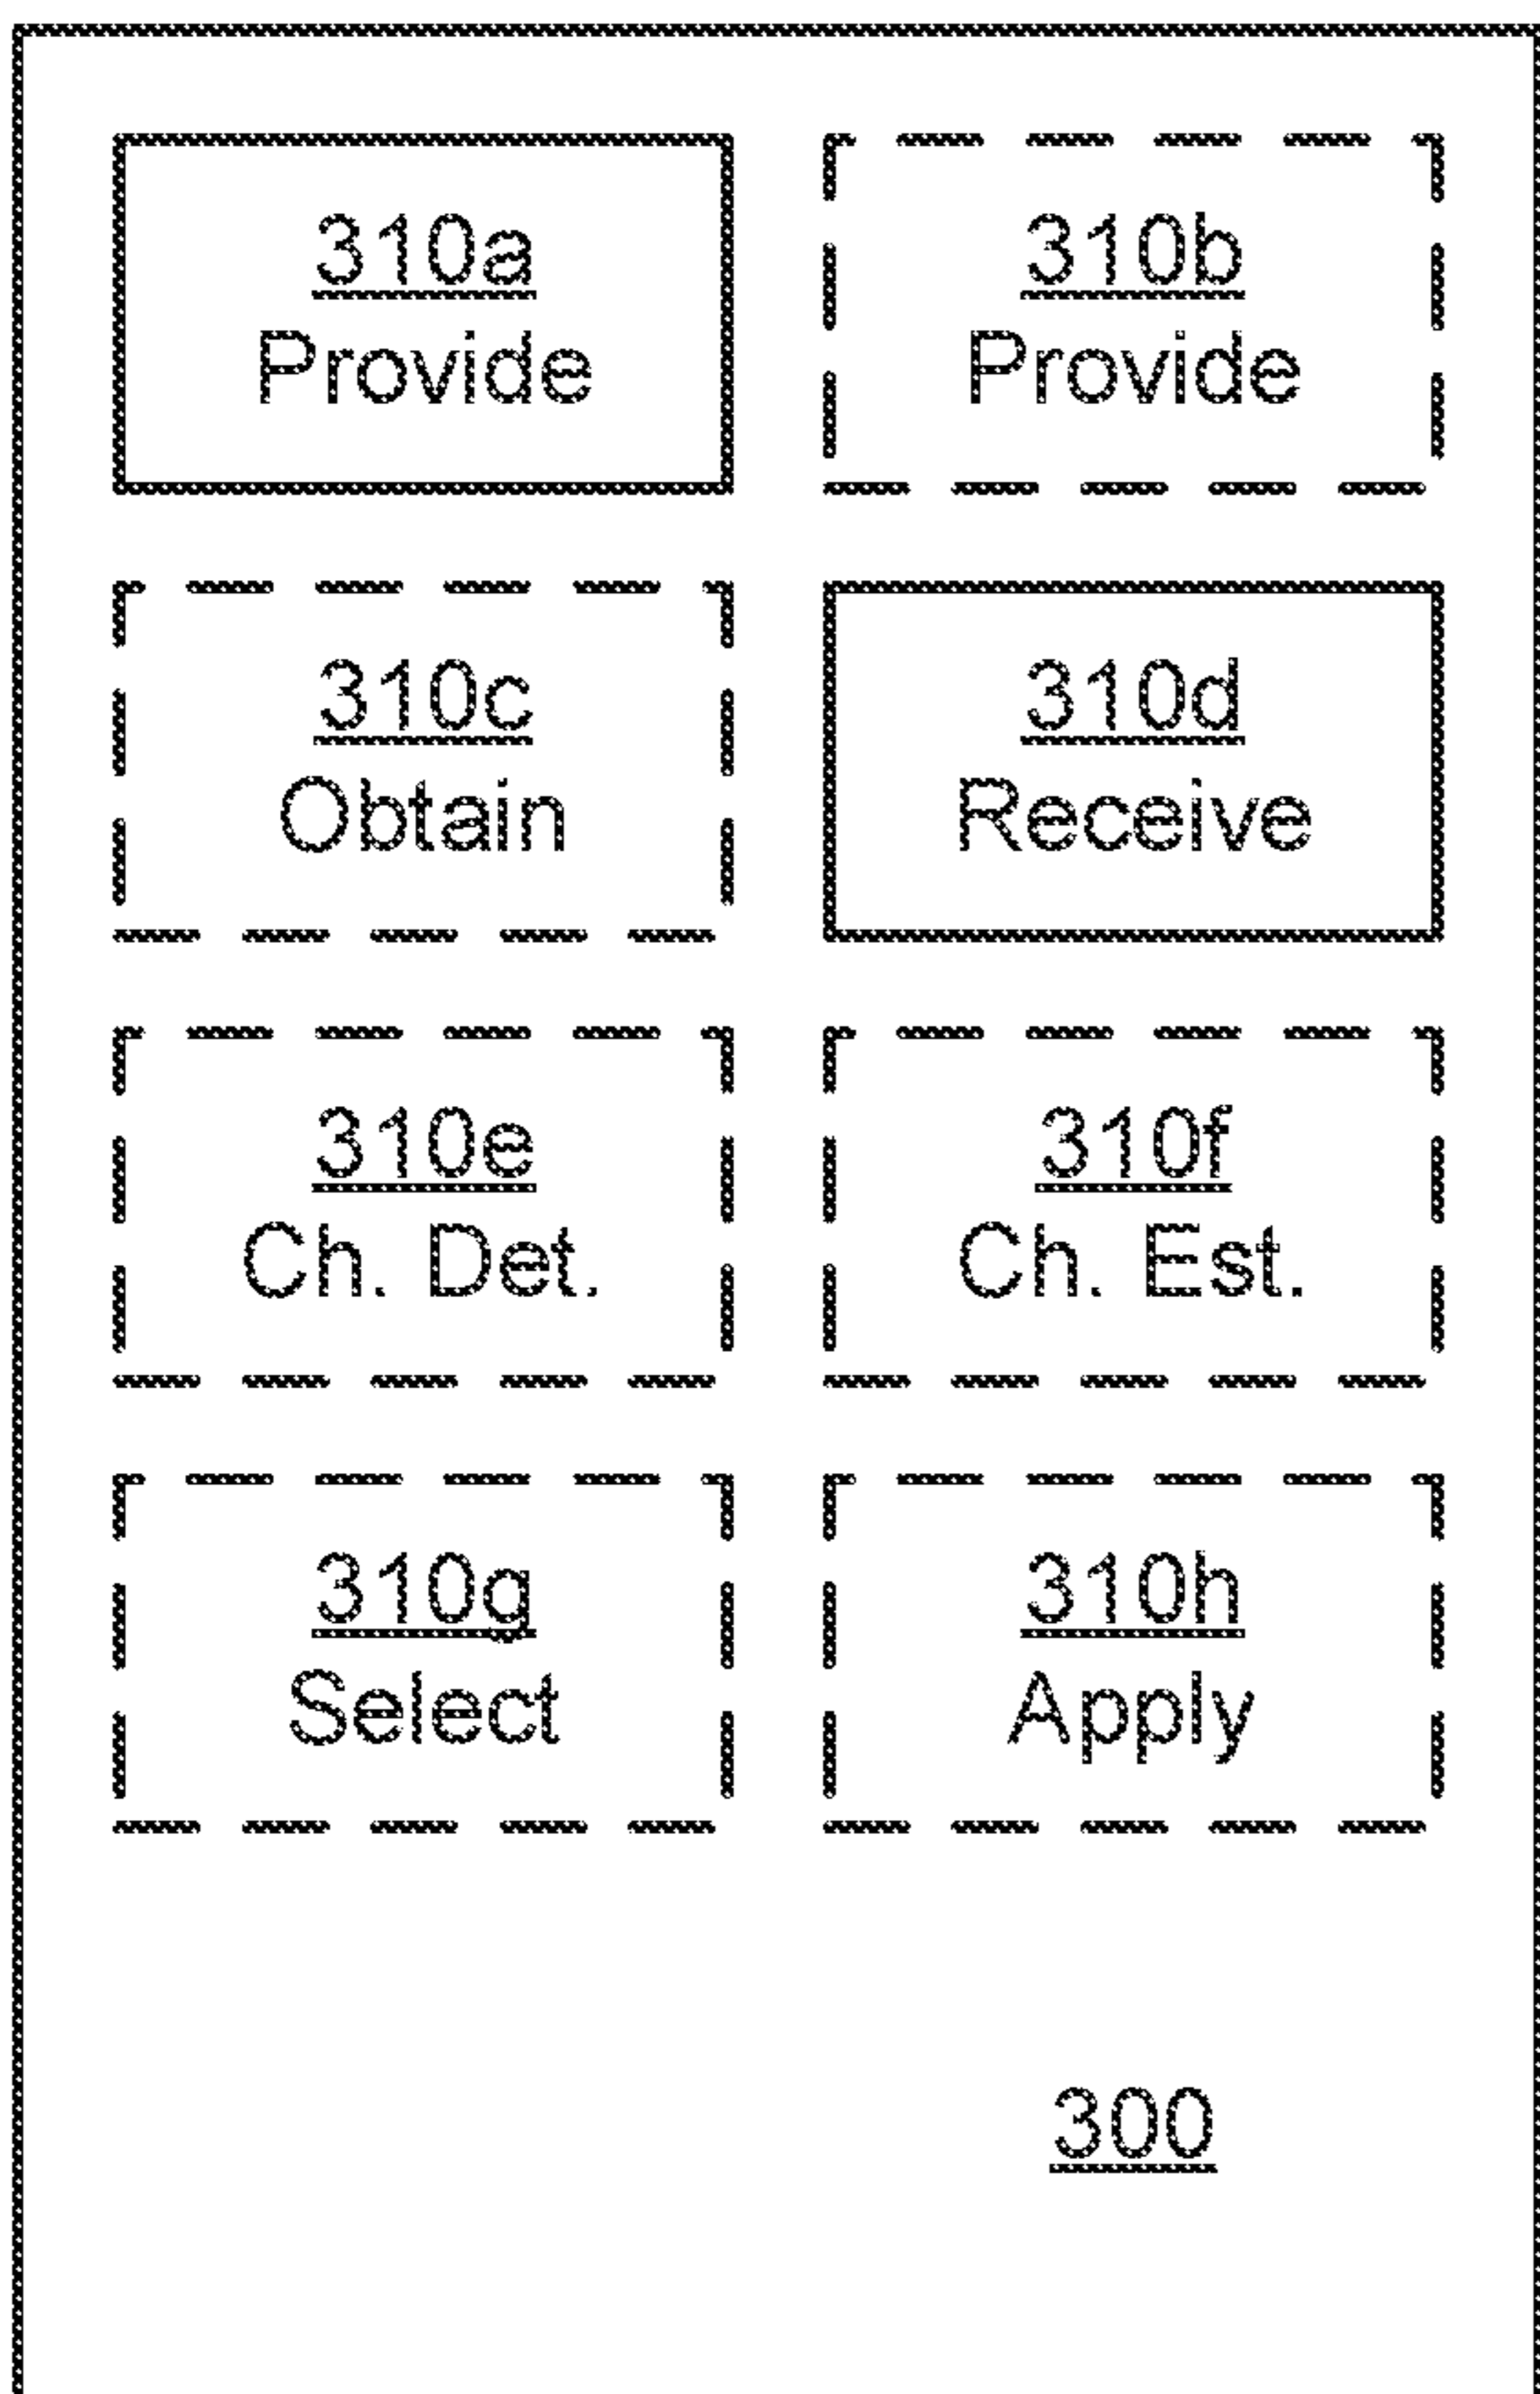 310a
Provide
310b
Provide
310c
Obtain
310d
Receive
310e
Ch. Det.
310f
Ch. Est.
310g
Select
310h
Apply
300